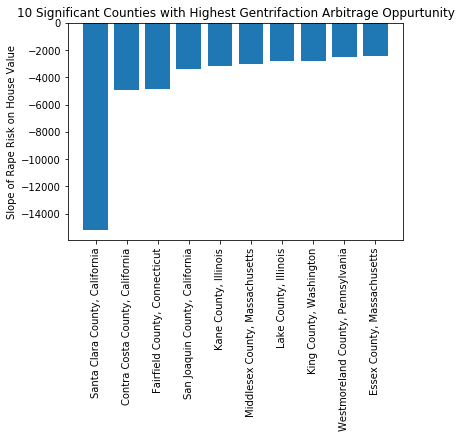 10 Significant Counties with Highest Gentrifaction Arbitrage Oppurtunity
Slope of Rape Risk on House Value
0
−2000
−4000
−6000
−8000
−10000
−12000
−14000
Santa Clara County, California
Contra Costa County, California
Fairfield County, Connecticut
San Joaquin County, California
Kane County, Illinois
Middlesex County, Massachusetts
Lake County, Illinois
King County, Washington
Westmoreland County, Pennsylvania
Essex County, Massachusetts